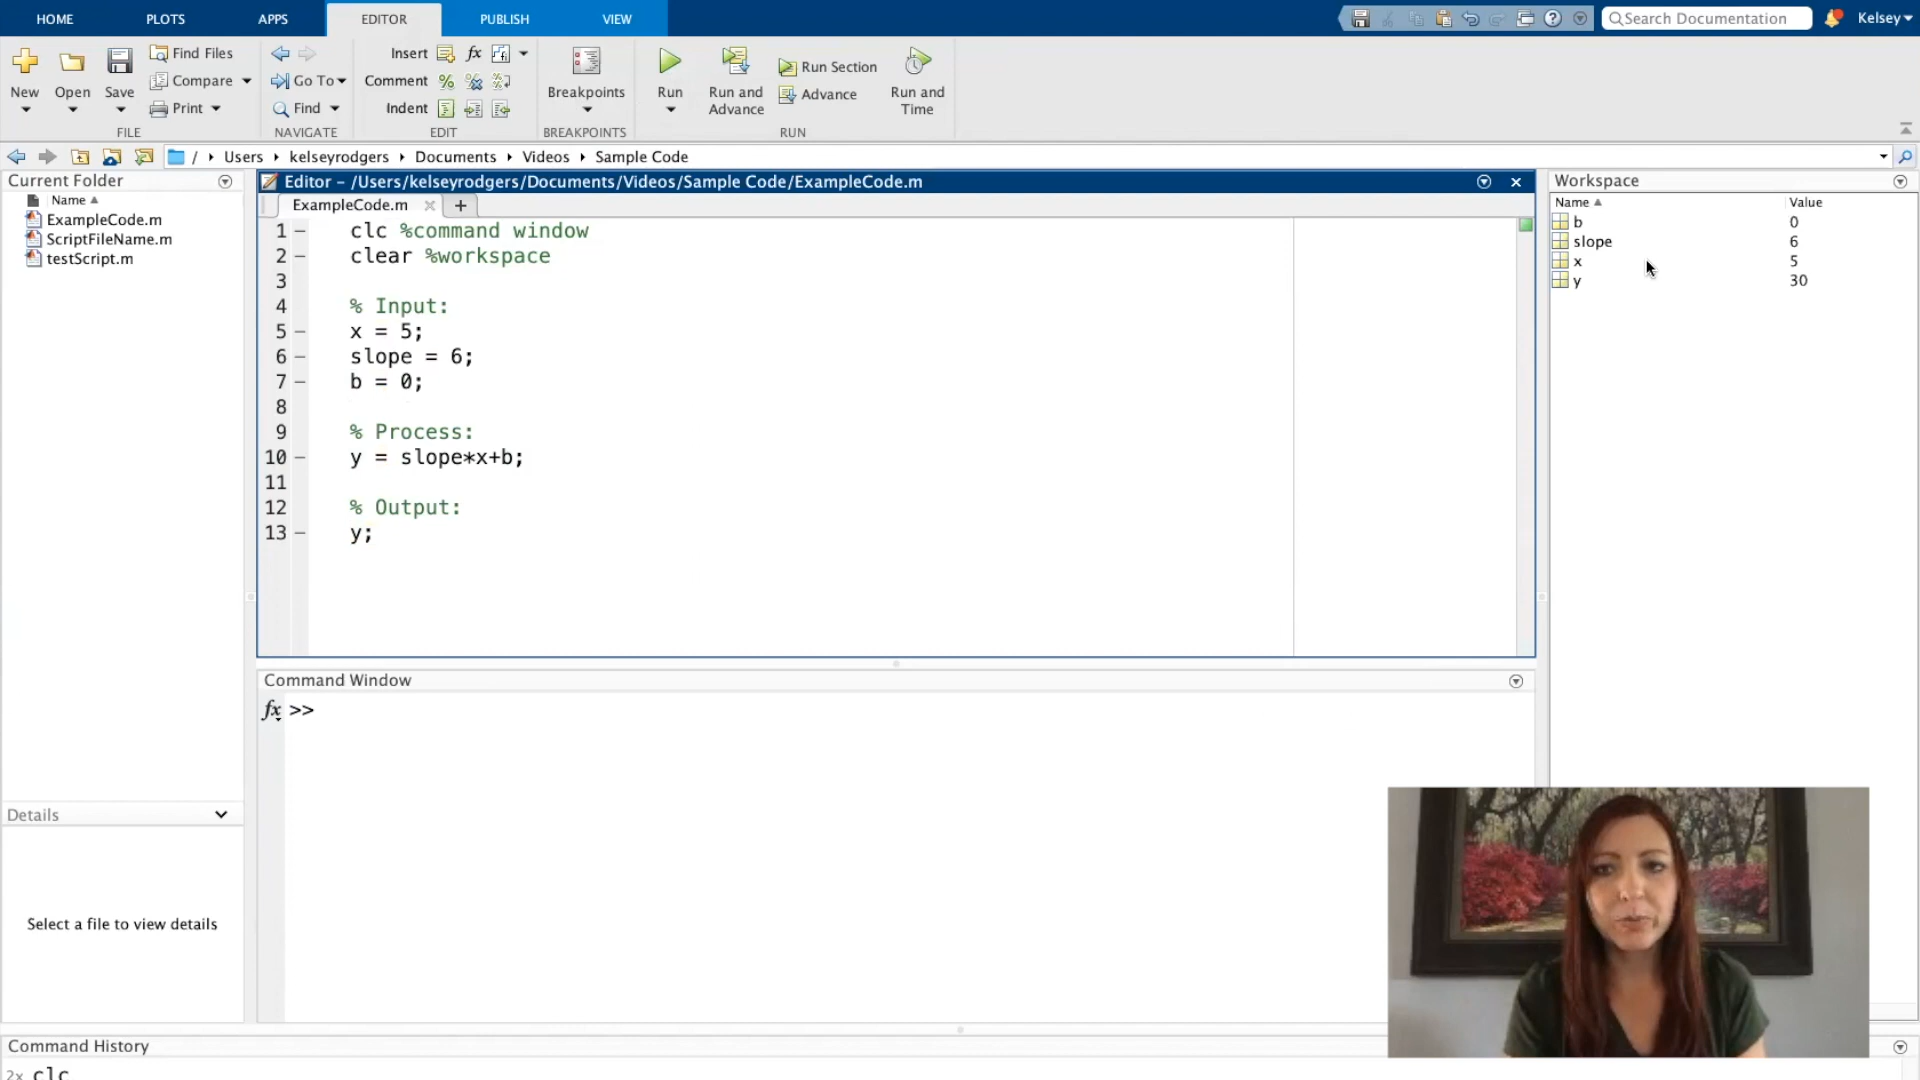 HOME PLOTS APPS EDITOR PUBLISH VIEW
Search Documentation Kelsey
New
Open
Save
Find Files
Compare
Print
FILE
Go To
Find
NAVIGATE
Insert fx
Comment
Indent
EDIT
Breakpoints
BREAKPOINTS
Run
Run and Advance
Run Section
Advance
Run and Time
RUN
/ Users kelseyrodgers Documents Videos Sample Code
Current Folder
Name
ExampleCode.m
ScriptFileName.m
testScript.m
Details
Select a file to view details
Editor – /Users/kelseyrodgers/Documents/Videos/Sample Code/ExampleCode.m
ExampleCode.m +
1 – clc %command window
2 – clear %workspace
3
4 % Input:
5 – x = 5;
6 – slope = 6;
7 – b = 0;
8
9 % Process:
10 – y = slope*x+b;
11
12 % Output:
13 – y;
Command Window
fx >>
Workspace
Name Value
b 0
slope 6
x 5
y 30
Command History
2x clc